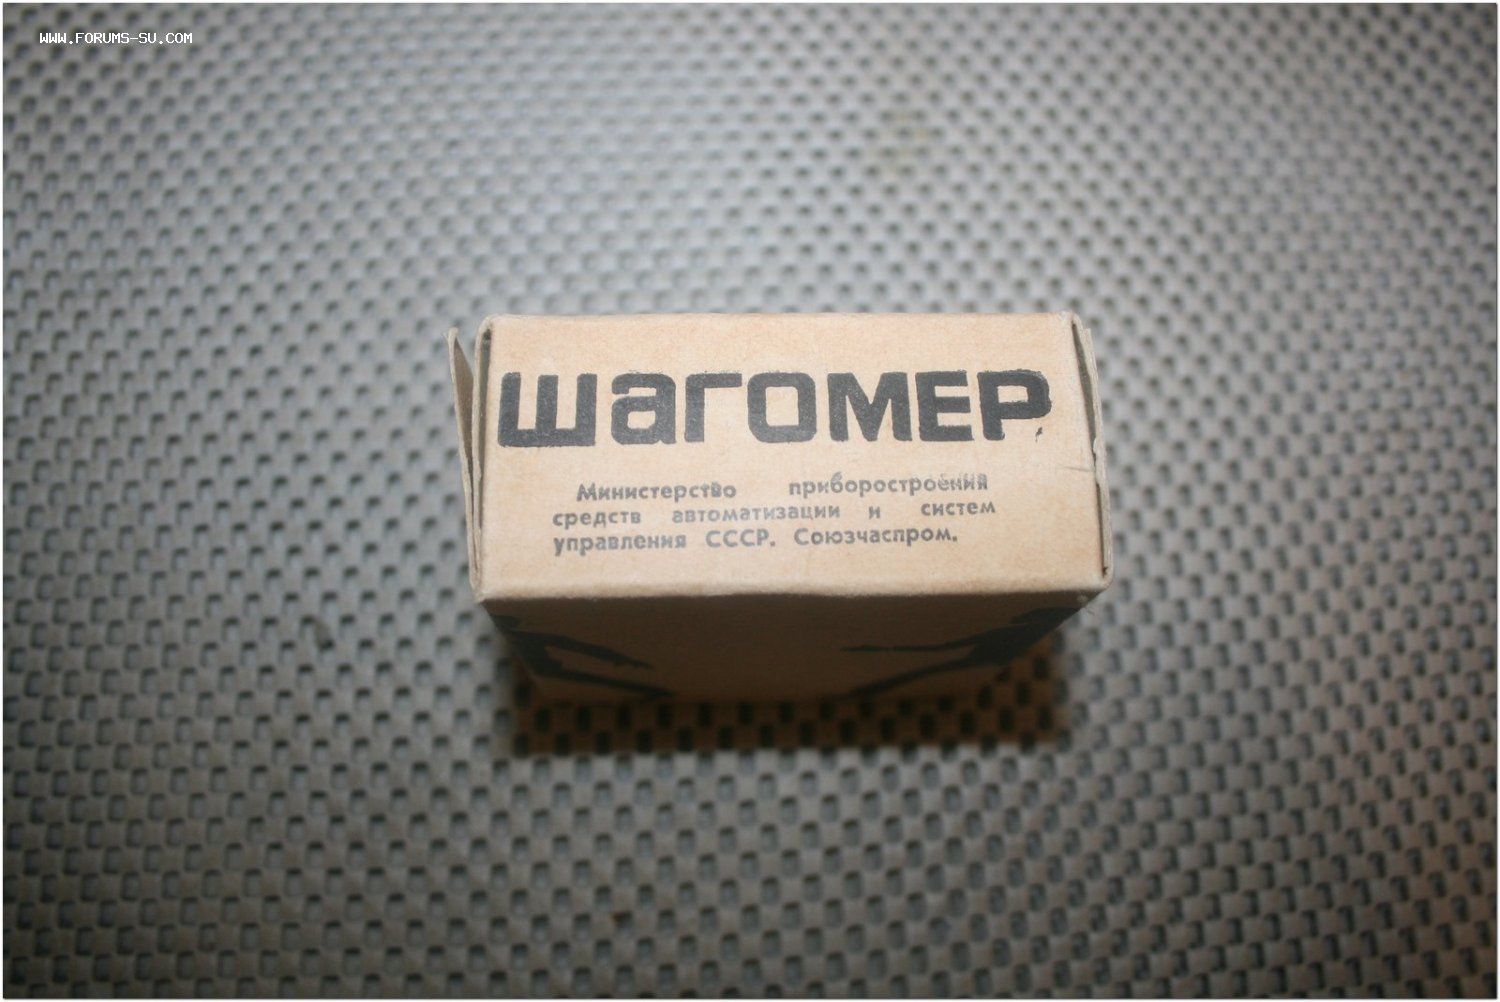 WWW.FORUMS-SU.COM
шагомер
Министерство приборостроения
средств автоматизации и систем
управления СССР. Союзчаспром.